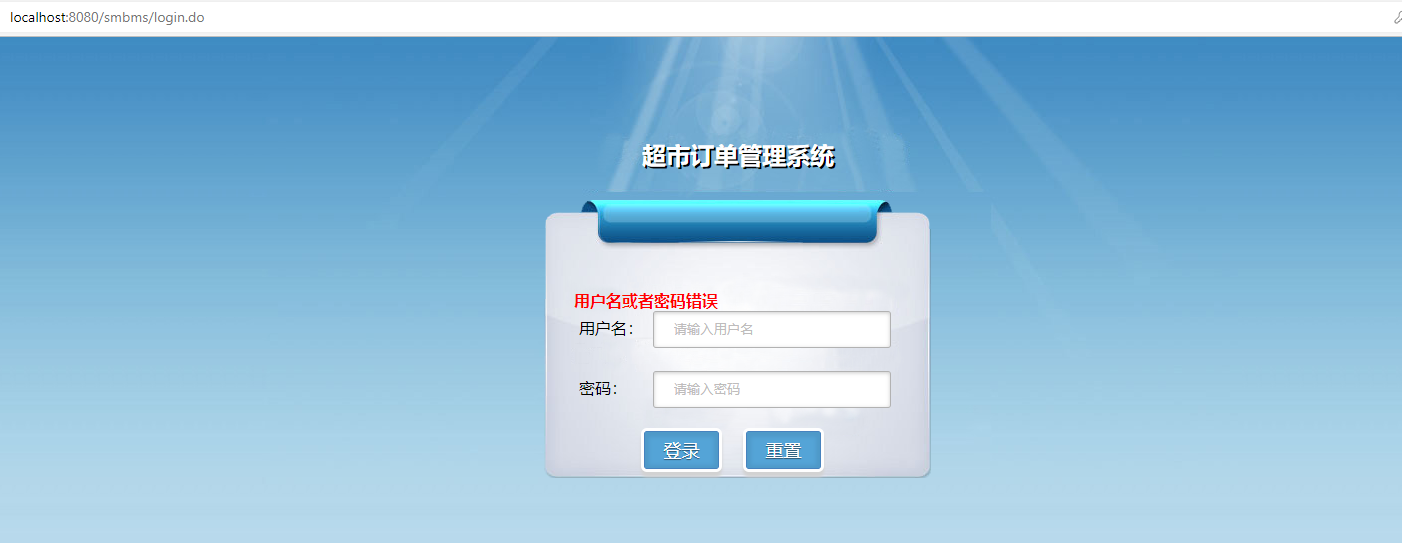 localhost:8080/smbms/login.do
超市订单管理系统
用户名或者密码错误
用户名： 请输入用户名
密码： 请输入密码
登录 重置